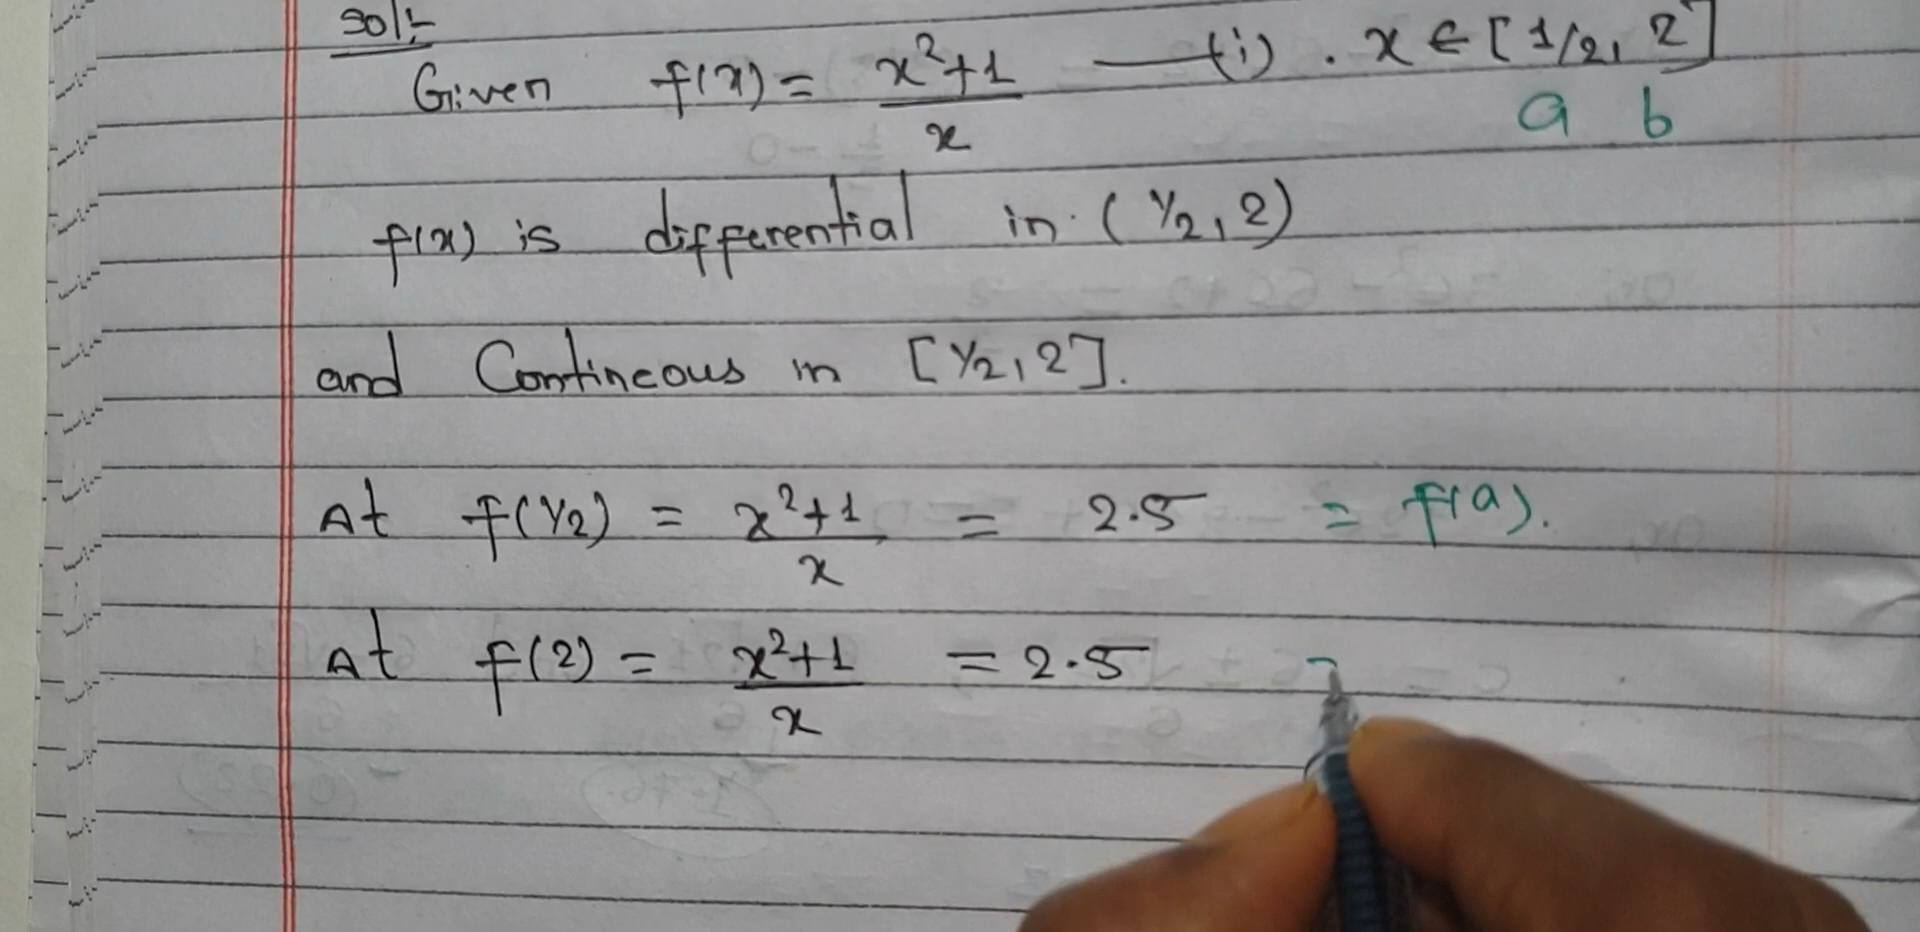 Sol:-
Given f(x) = x²+1/x —(i) . x ∈ [1/2, 2]
a b
f(x) is differential in (1/2, 2)
and Contineous in [1/2, 2].
At f(1/2) = x²+1/x = 2.5 = f(a).
At f(2) = x²+1/x = 2.5